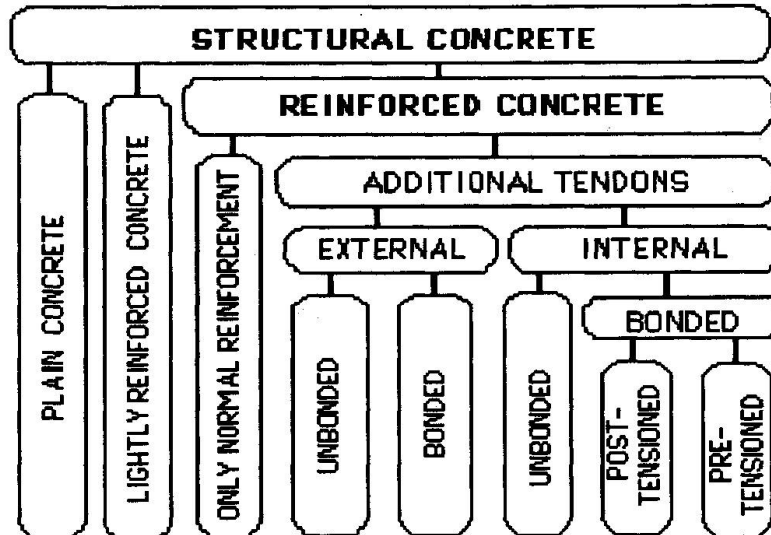 STRUCTURAL CONCRETE
REINFORCED CONCRETE
PLAIN CONCRETE
LIGHTLY REINFORCED CONCRETE
ONLY NORMAL REINFORCEMENT
ADDITIONAL TENDONS
EXTERNAL
INTERNAL
UNBONDED
BONDED
UNBONDED
BONDED
POST-
TENSIONED
PRE-
TENSIONED